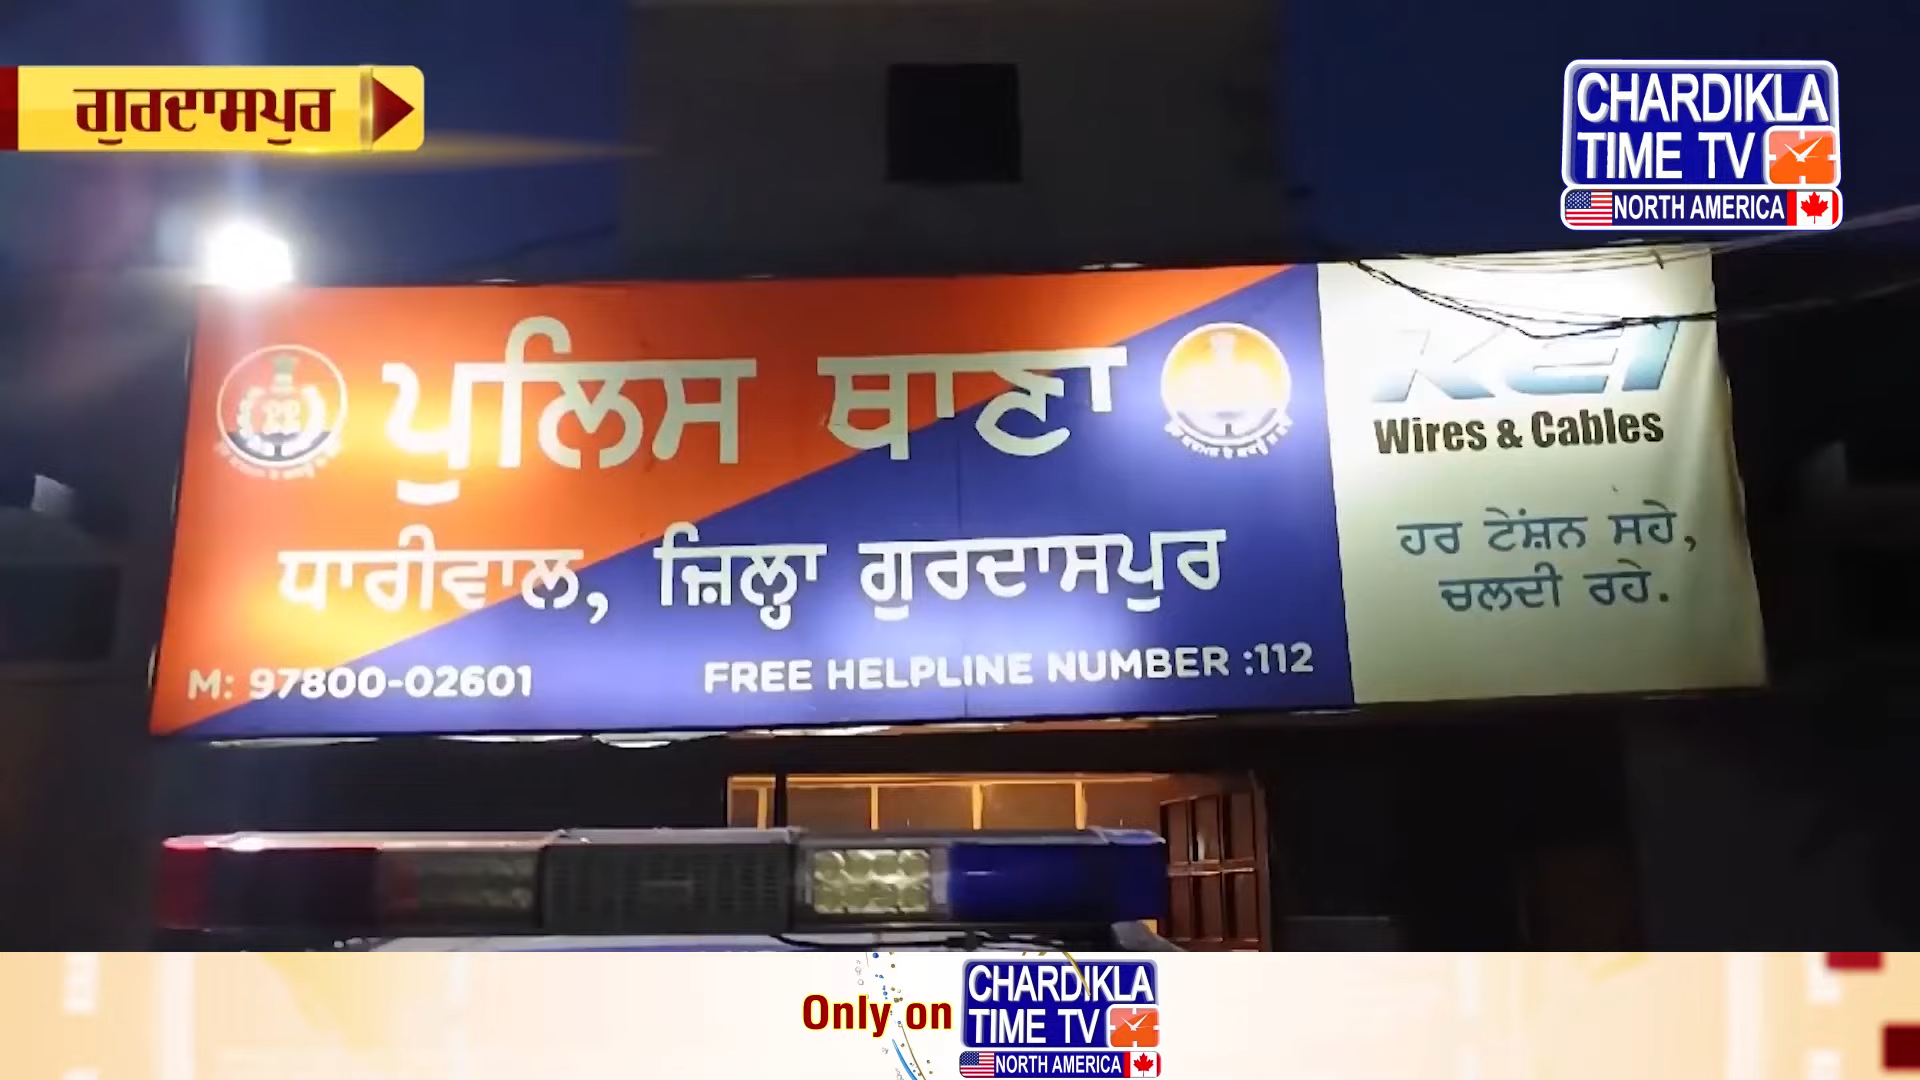 ਗੁਰਦਾਸਪੁਰ
CHARDIKLA
TIME TV
NORTH AMERICA
ਪੁਲਿਸ ਥਾਣਾ
ਧਾਰੀਵਾਲ, ਜ਼ਿਲ੍ਹਾ ਗੁਰਦਾਸਪੁਰ
M: 97800-02601
FREE HELPLINE NUMBER :112
KEI
Wires & Cables
ਹਰ ਟੇਂਸ਼ਨ ਸਹੇ,
ਚਲਦੀ ਰਹੇ.
Only on
CHARDIKLA
TIME TV
NORTH AMERICA